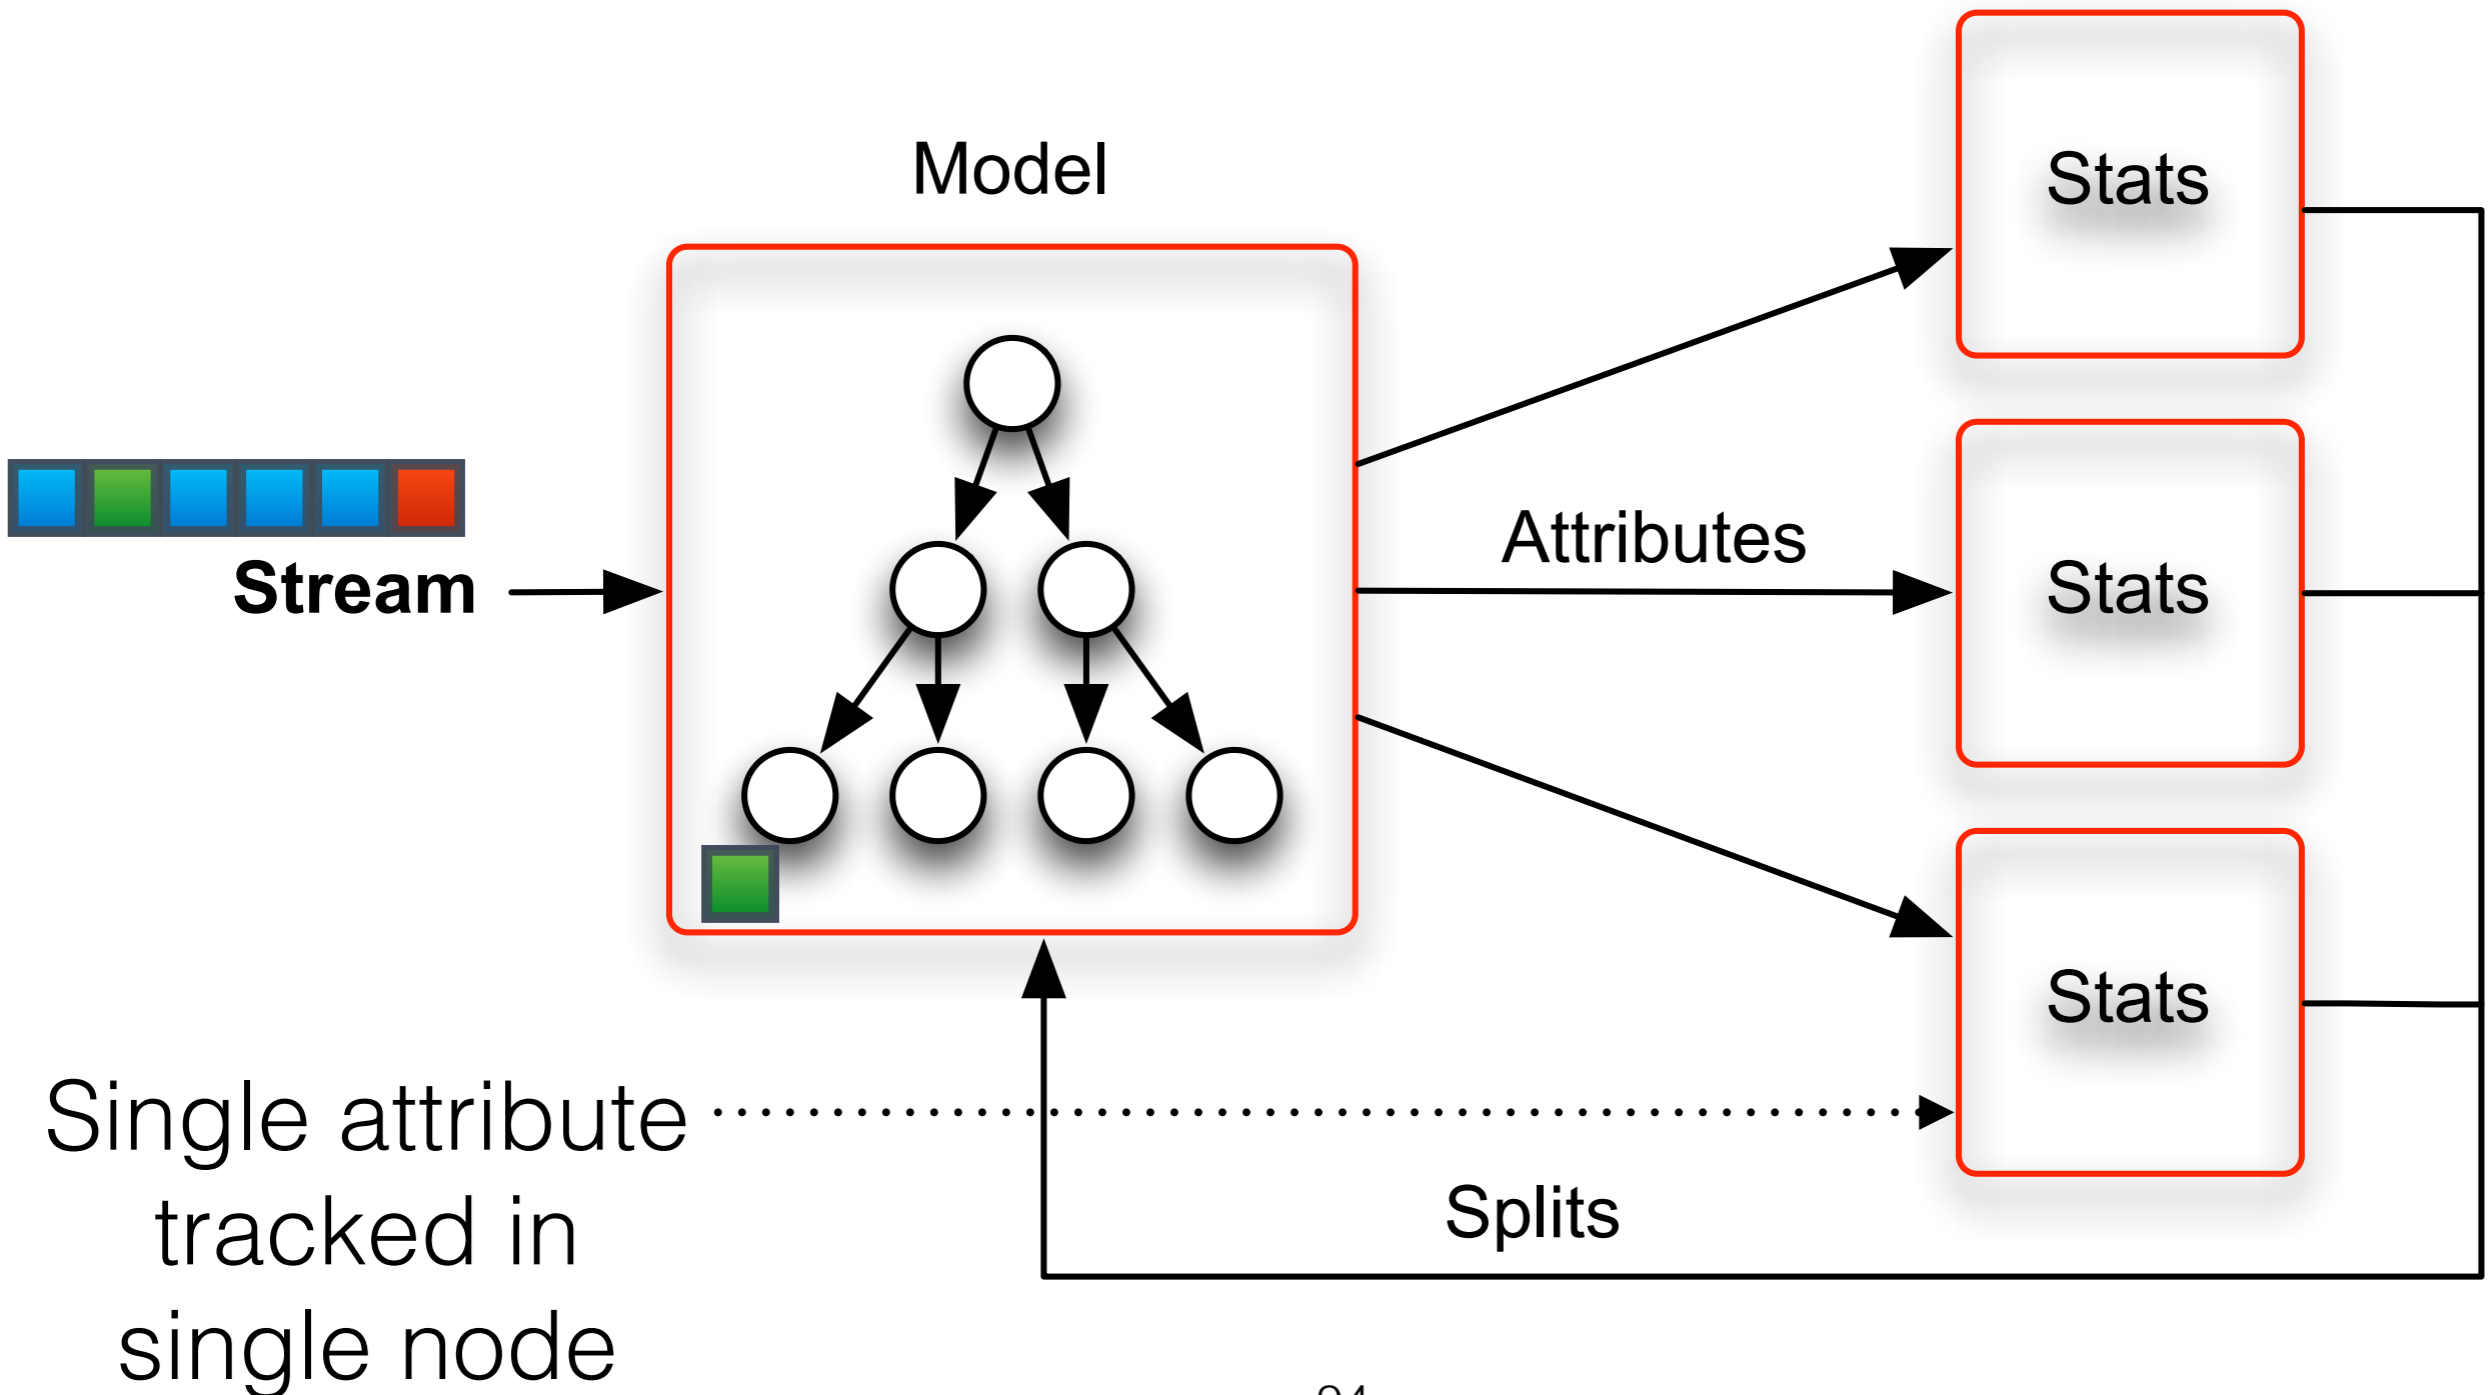 Model
Stats
Stream
Attributes
Stats
Stats
Splits
Single attribute
tracked in
single node